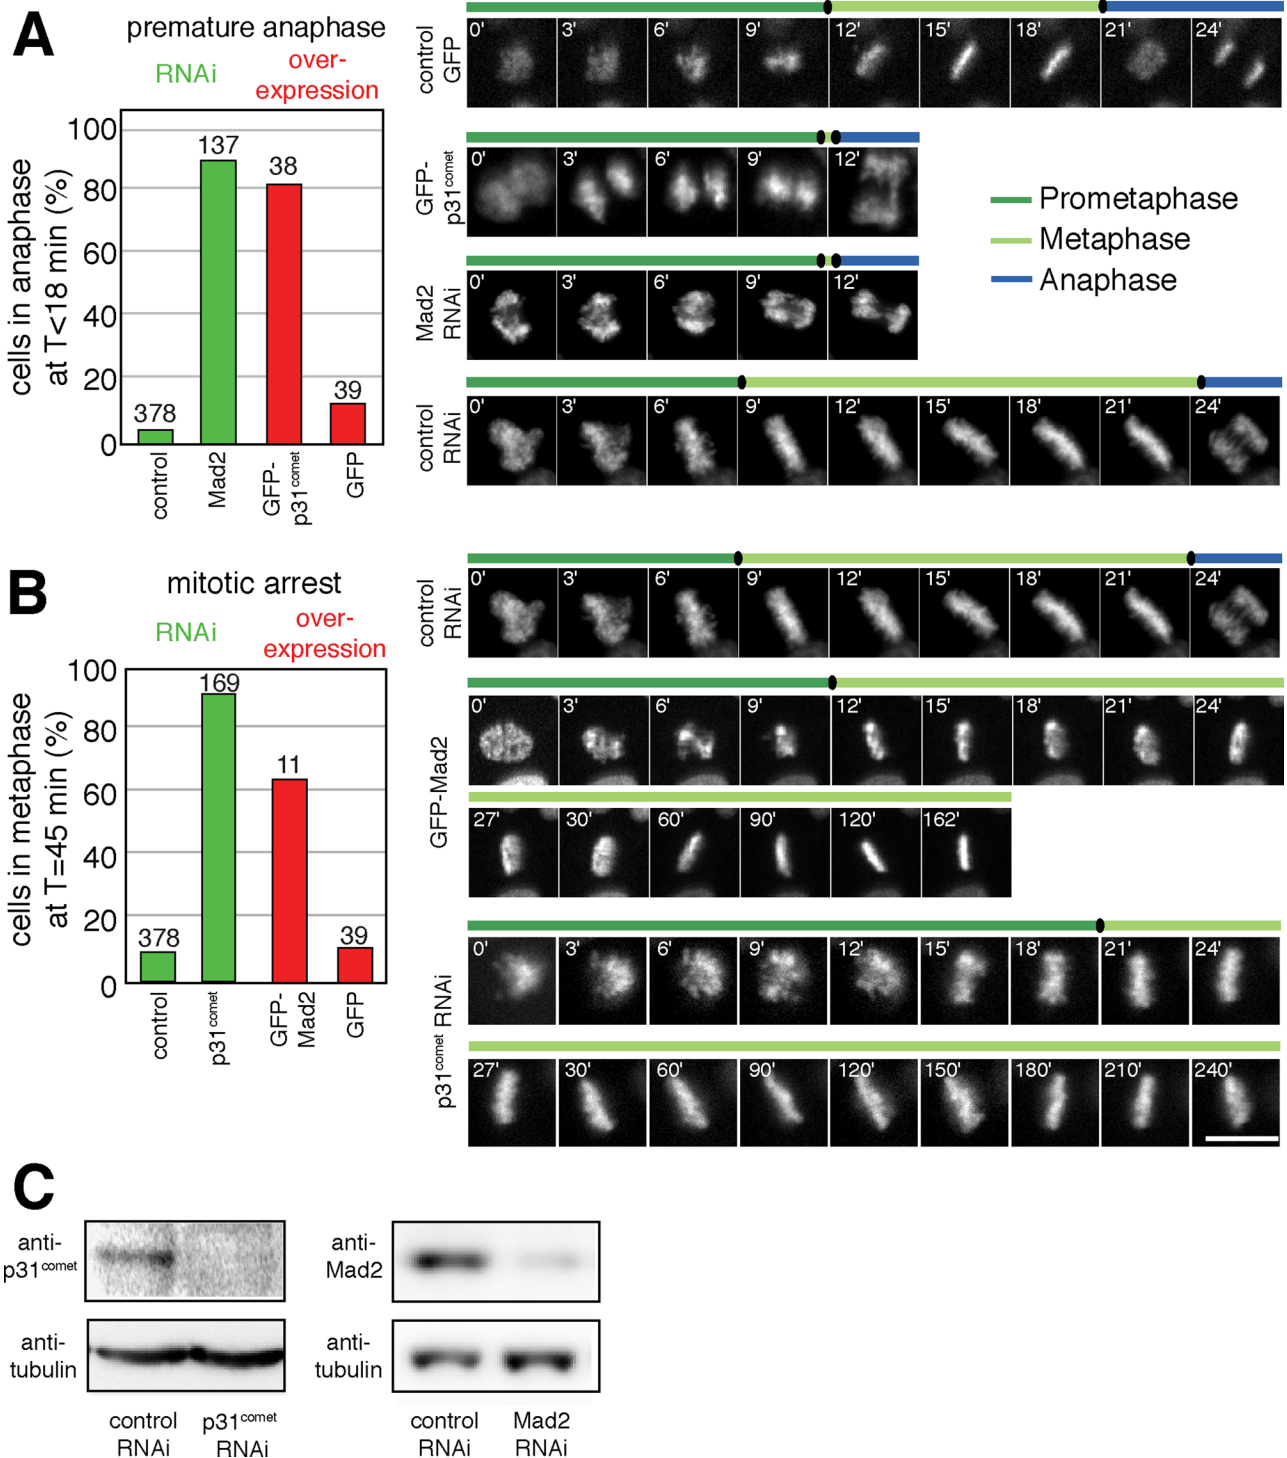 A
premature anaphase
RNAi
over-
expression
cells in anaphase
at T<18 min (%)
100
80
60
40
20
0
378
137
38
39
control
Mad2
GFP-
p31comet
GFP
control
GFP
0' 3' 6' 9' 12' 15' 18' 21' 24'
GFP-
p31comet
0' 3' 6' 9' 12'
Mad2
RNAi
0' 3' 6' 9' 12'
control
RNAi
0' 3' 6' 9' 12' 15' 18' 21' 24'
Prometaphase
Metaphase
Anaphase
B
mitotic arrest
RNAi
over-
expression
cells in metaphase
at T=45 min (%)
100
80
60
40
20
0
378
169
11
39
control
p31comet
GFP-
Mad2
GFP
control
RNAi
0' 3' 6' 9' 12' 15' 18' 21' 24'
GFP-Mad2
0' 3' 6' 9' 12' 15' 18' 21' 24'
27' 30' 60' 90' 120' 162'
p31comet RNAi
0' 3' 6' 9' 12' 15' 18' 21' 24'
27' 30' 60' 90' 120' 150' 180' 210' 240'
C
anti-
p31comet
anti-
tubulin
control
RNAi
p31comet
RNAi
anti-
Mad2
anti-
tubulin
control
RNAi
Mad2
RNAi